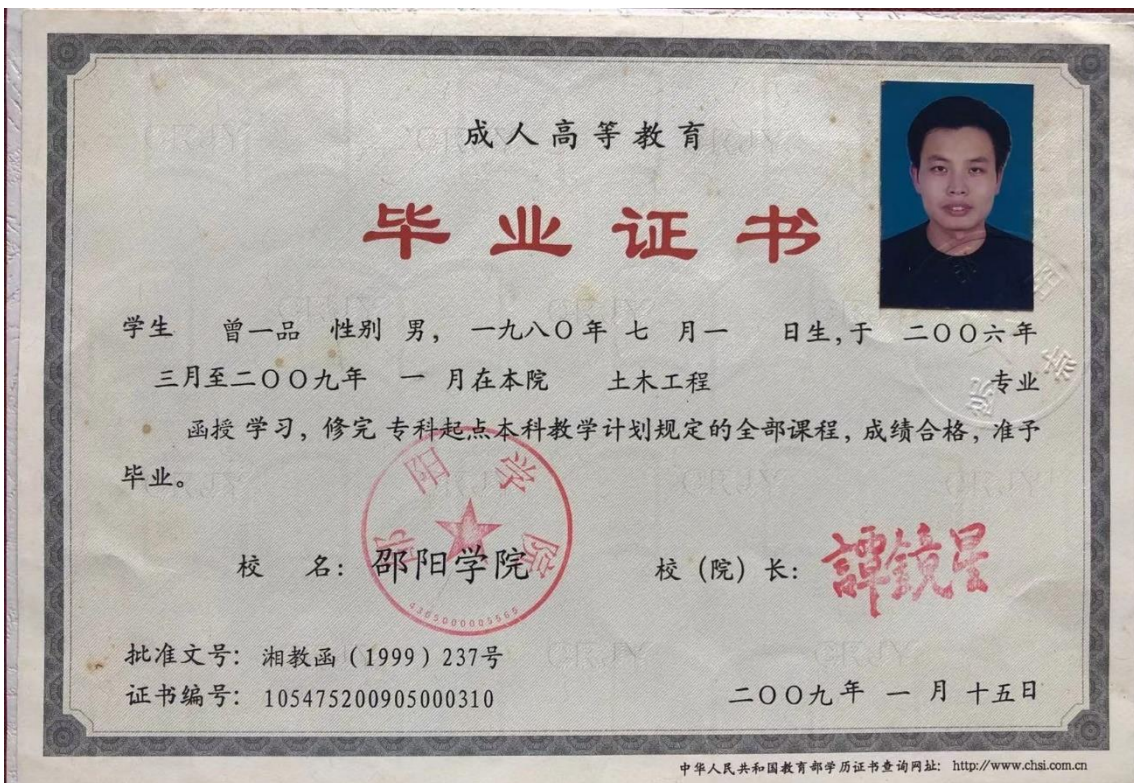 成人高等教育
毕业证书
学生 曾一品 性别 男, 一九八〇年 七 月一 日生,于 二〇〇六年
三月至二〇〇九年 一 月在本院 土木工程 专业
函授 学习, 修完 专科起点本科教学计划规定的全部课程, 成绩合格, 准予
毕业。
校 名: 邵阳学院
校 (院) 长: 譚鏡星
邵阳学院
4305000005565
批准文号: 湘教函 (1999) 237号
证书编号: 105475200905000310
二〇〇九年 一 月 十五日
中华人民共和国教育部学历证书查询网址: http://www.chsi.com.cn